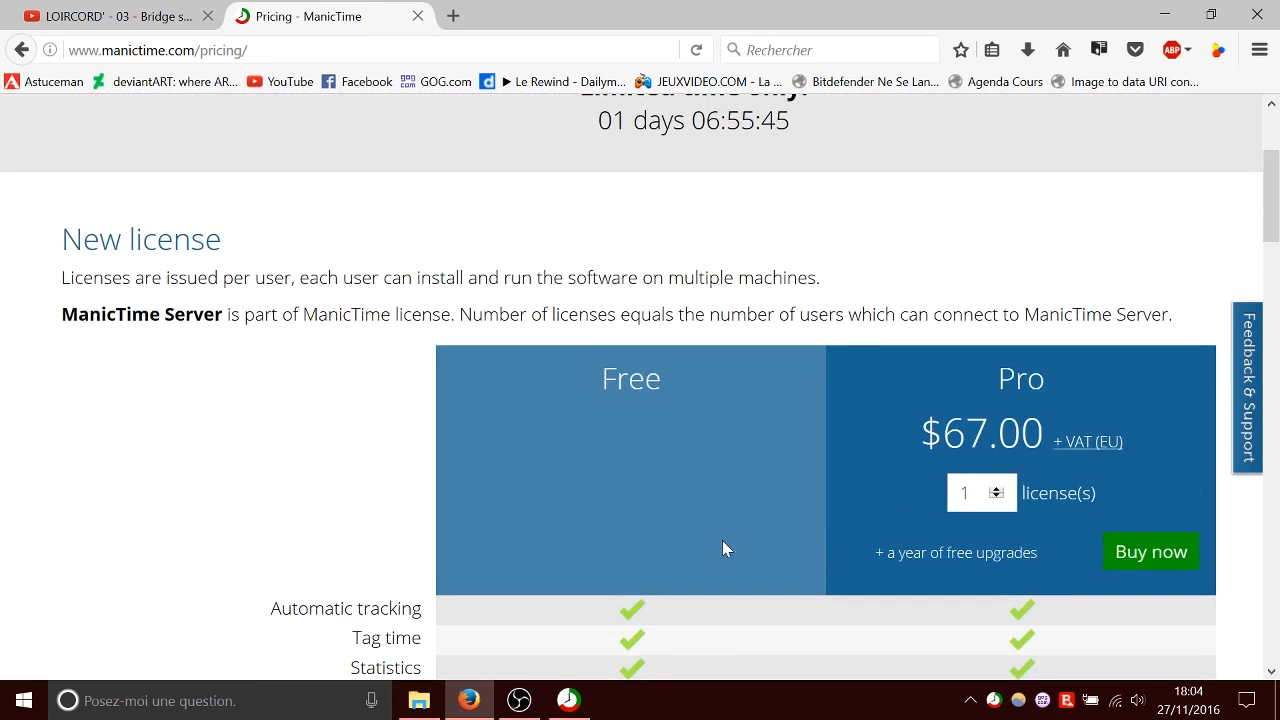 LOIRCORD' - 03 - Bridge s...
Pricing - ManicTime
www.manictime.com/pricing/
Rechercher
ABP
Astuceman
deviantART: where AR...
YouTube
Facebook
GOG.com
► Le Rewind - Dailym...
JEUXVIDEO.COM - La ...
Bitdefender Ne Se Lan...
Agenda Cours
Image to data URI con...
01 days 06:55:45
New license
Licenses are issued per user, each user can install and run the software on multiple machines.
ManicTime Server is part of ManicTime license. Number of licenses equals the number of users which can connect to ManicTime Server.
Feedback & Support
Free
Pro
$67.00 + VAT (EU)
1 license(s)
+ a year of free upgrades
Buy now
Automatic tracking
Tag time
Statistics
Posez-moi une question.
18:04
27/11/2016